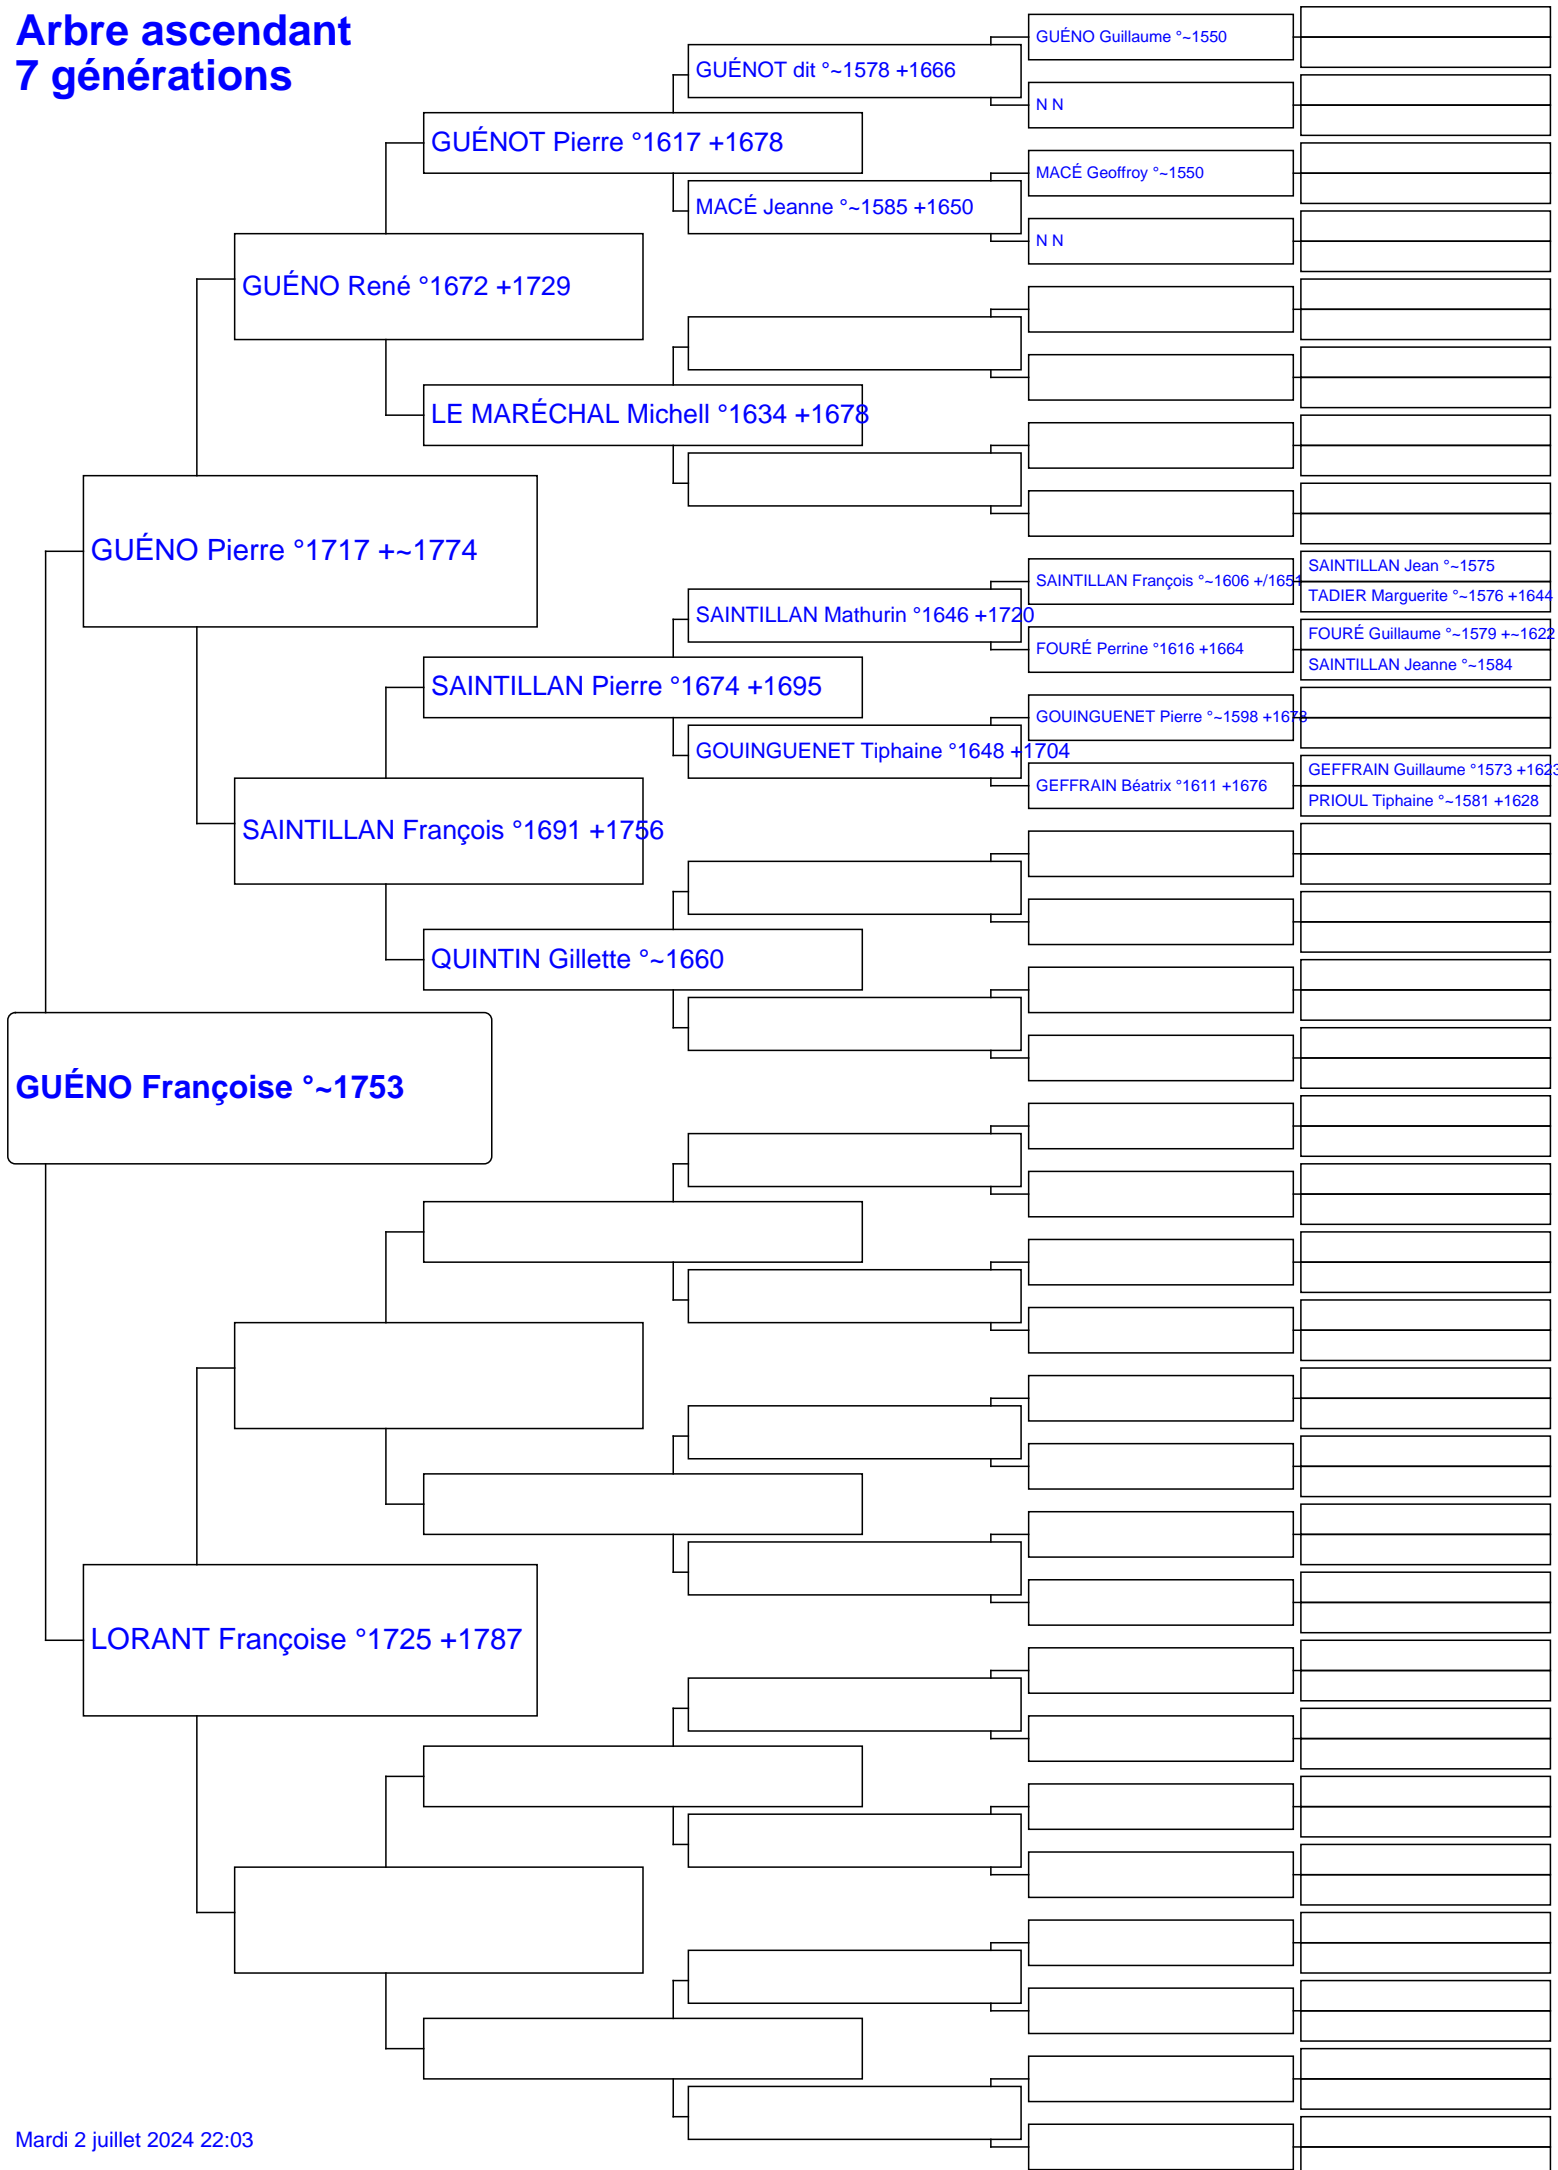 Arbre ascendant
7 générations
GUÉNO Guillaume °~1550
GUÉNOT dit °~1578 +1666
N N
GUÉNOT Pierre °1617 +1678
MACÉ Geoffroy °~1550
MACÉ Jeanne °~1585 +1650
N N
GUÉNO René °1672 +1729
LE MARÉCHAL Michell °1634 +1678
GUÉNO Pierre °1717 +~1774
SAINTILLAN Jean °~1575
SAINTILLAN François °~1606 +/1651
TADIER Marguerite °~1576 +1644
SAINTILLAN Mathurin °1646 +1720
FOURÉ Guillaume °~1579 +~1622
FOURÉ Perrine °1616 +1664
SAINTILLAN Jeanne °~1584
SAINTILLAN Pierre °1674 +1695
GOUINGUENET Pierre °~1598 +1678
GOUINGUENET Tiphaine °1648 +1704
GEFFRAIN Guillaume °1573 +1623
GEFFRAIN Béatrix °1611 +1676
PRIOUL Tiphaine °~1581 +1628
SAINTILLAN François °1691 +1756
QUINTIN Gillette °~1660
GUÉNO Françoise °~1753
LORANT Françoise °1725 +1787
Mardi 2 juillet 2024 22:03